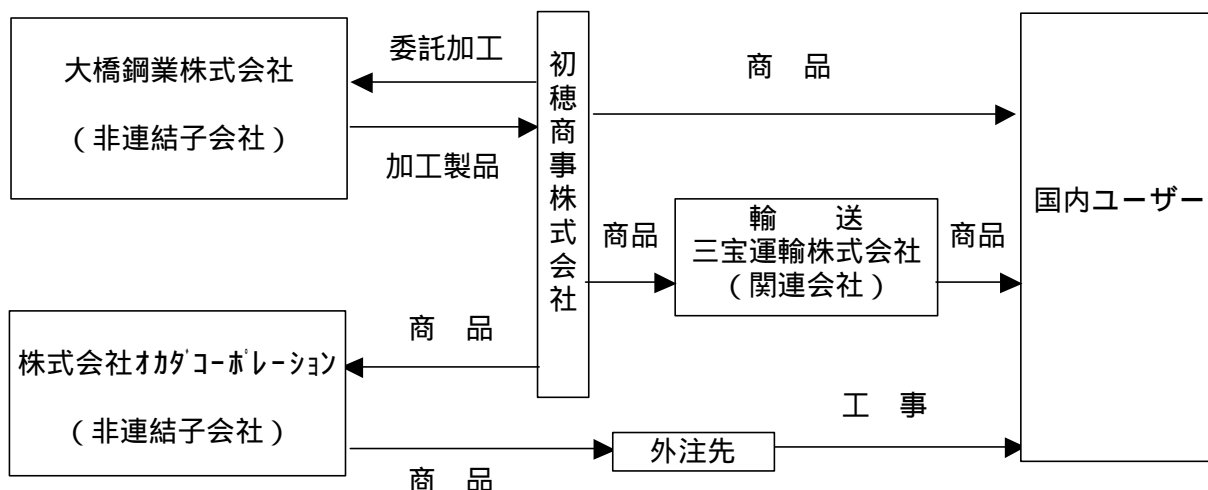 大橋鋼業株式会社
（非連結子会社）
委託加工
加工製品
初穂商事株式会社
商　品
国内ユーザー
商品
輸　　送
三宝運輸株式会社
（関連会社）
商品
株式会社ｵｶﾀﾞｺｰﾎﾟﾚｰｼｮﾝ
（非連結子会社）
商　品
商　品
外注先
工　事